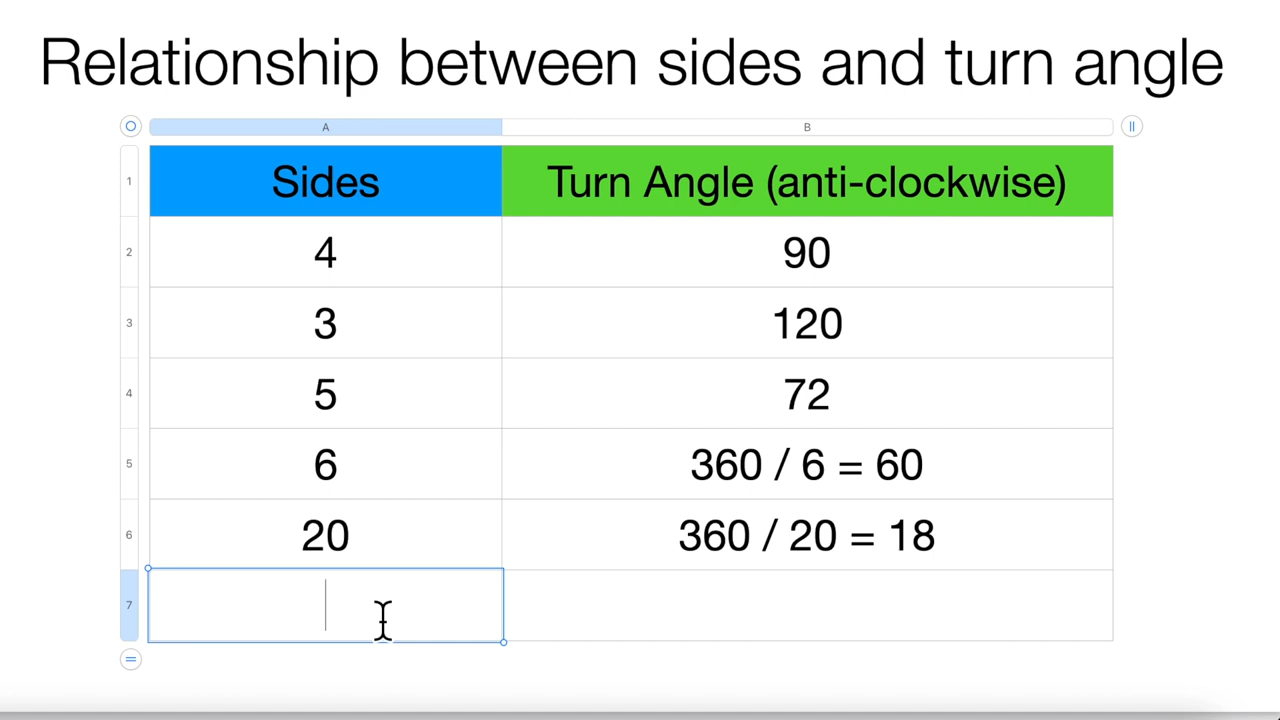 Relationship between sides and turn angle
A B
1 Sides Turn Angle (anti-clockwise)
2 4 90
3 3 120
4 5 72
5 6 360 / 6 = 60
6 20 360 / 20 = 18
7